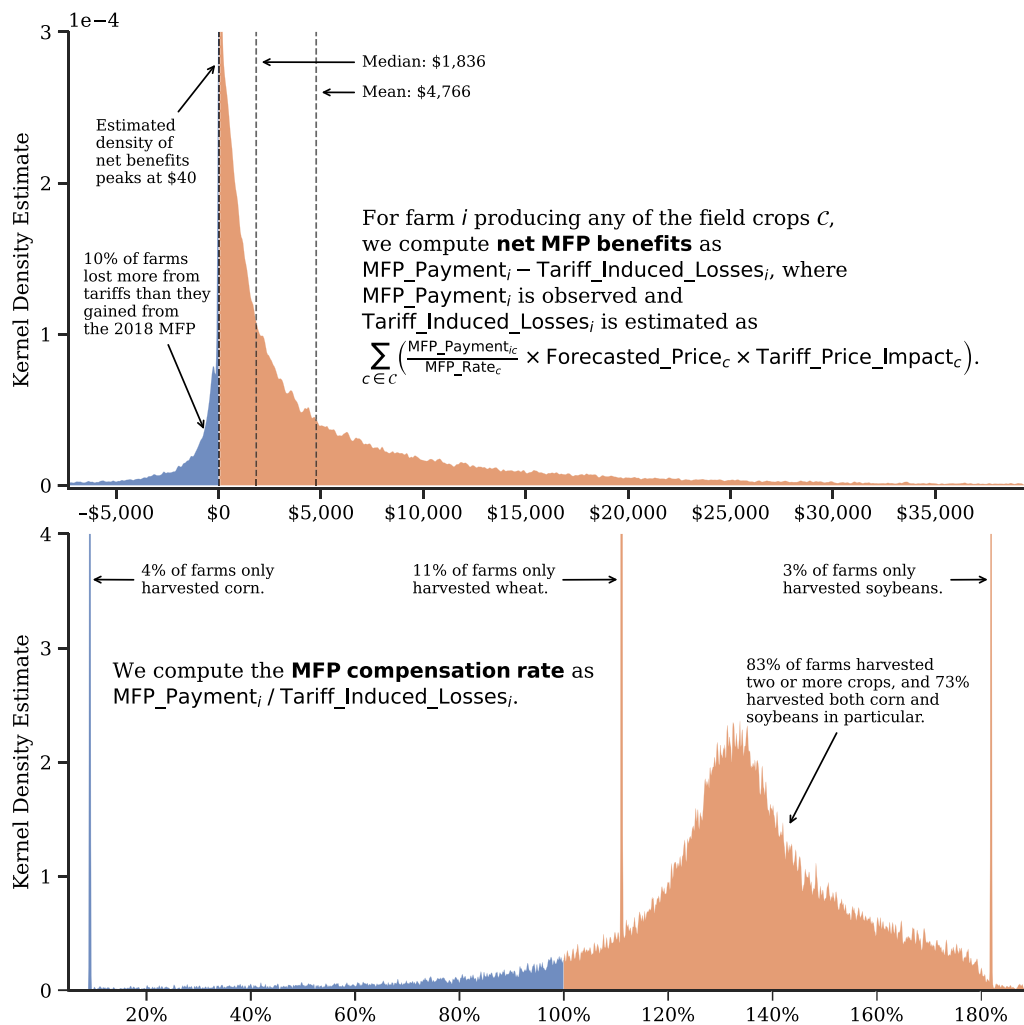 1e−4
3
2
1
0
Kernel Density Estimate
Median: $1,836
Mean: $4,766
Estimated
density of
net benefits
peaks at $40
10% of farms
lost more from
tariffs than they
gained from
the 2018 MFP
For farm i producing any of the field crops 𝒞,
we compute net MFP benefits as
MFP_Paymentᵢ − Tariff_Induced_Lossesᵢ, where
MFP_Paymentᵢ is observed and
Tariff_Induced_Lossesᵢ is estimated as
∑_{c ∈ 𝒞} (MFP_Payment_{ic} / MFP_Rate_c × Forecasted_Price_c × Tariff_Price_Impact_c).
–$5,000 $0 $5,000 $10,000 $15,000 $20,000 $25,000 $30,000 $35,000
4
3
2
1
0
Kernel Density Estimate
4% of farms only
harvested corn.
11% of farms only
harvested wheat.
3% of farms only
harvested soybeans.
We compute the MFP compensation rate as
MFP_Paymentᵢ / Tariff_Induced_Lossesᵢ.
83% of farms harvested
two or more crops, and 73%
harvested both corn and
soybeans in particular.
20% 40% 60% 80% 100% 120% 140% 160% 180%